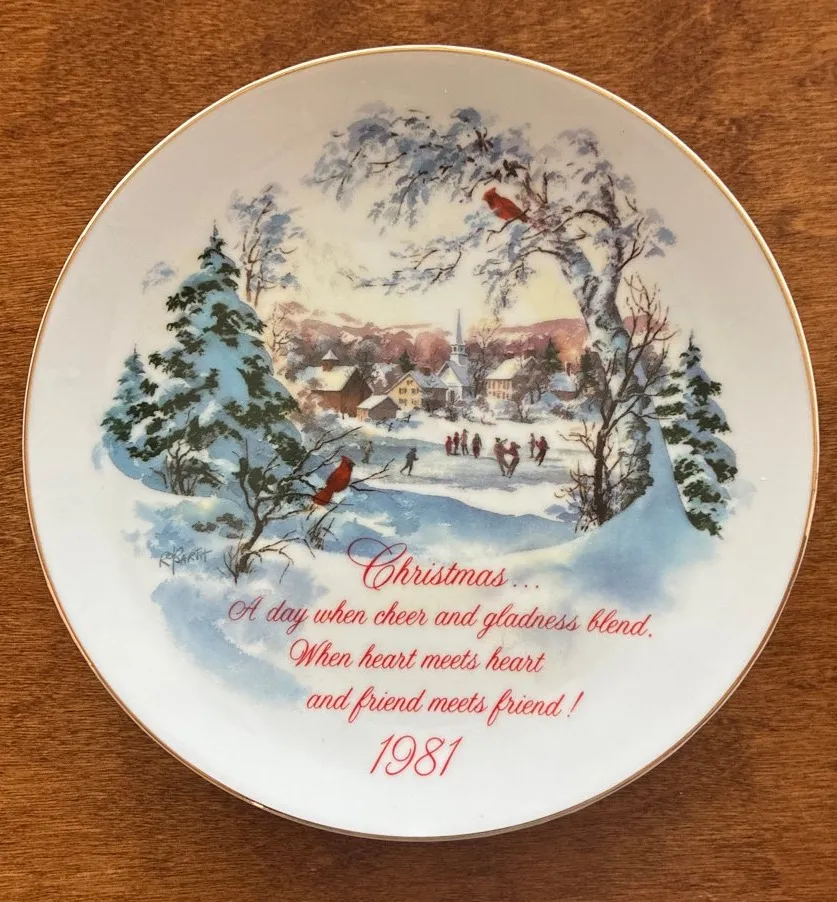 Christmas...
A day when cheer and gladness blend.
When heart meets heart
and friend meets friend!
1981